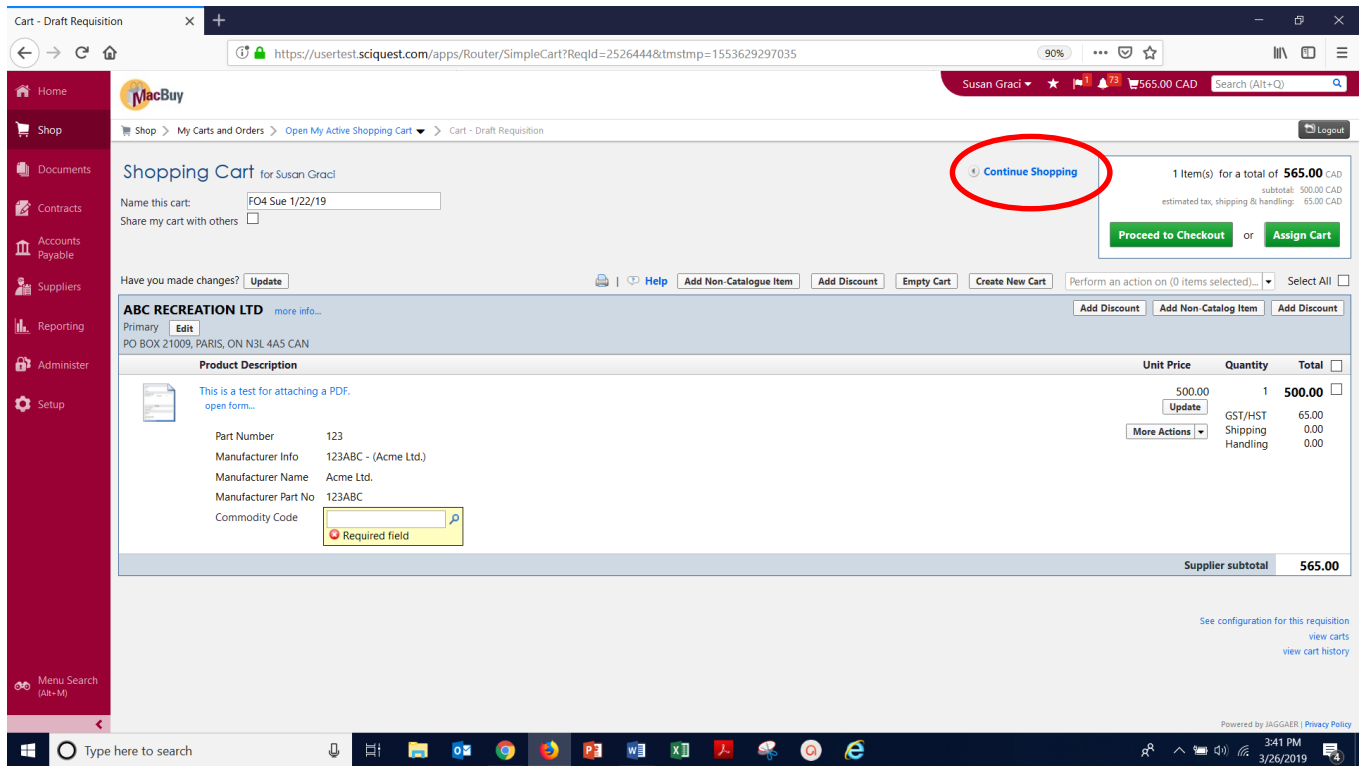 Cart - Draft Requisition
https://usertest.sciquest.com/apps/Router/SimpleCart?ReqId=2526444&tmstmp=1553629297035
90%
Home
Shop
Documents
Contracts
Accounts
Payable
Suppliers
Reporting
Administer
Setup
Menu Search
(Alt+M)
MacBuy
Susan Graci
1
73
565.00 CAD
Search (Alt+Q)
Shop > My Carts and Orders > Open My Active Shopping Cart > Cart - Draft Requisition
Logout
Shopping Cart for Susan Graci
Continue Shopping
Name this cart: FO4 Sue 1/22/19
Share my cart with others
1 Item(s) for a total of 565.00 CAD
subtotal: 500.00 CAD
estimated tax, shipping & handling: 65.00 CAD
Proceed to Checkout or Assign Cart
Have you made changes? Update
| Help Add Non-Catalogue Item Add Discount Empty Cart Create New Cart Perform an action on (0 items selected)... Select All
ABC RECREATION LTD more info...
Add Discount Add Non-Catalog Item Add Discount
Primary Edit
PO BOX 21009, PARIS, ON N3L 4A5 CAN
Product Description Unit Price Quantity Total
This is a test for attaching a PDF. 500.00 1 500.00
open form...
Update
GST/HST 65.00
More Actions
Shipping 0.00
Handling 0.00
Part Number 123
Manufacturer Info 123ABC - (Acme Ltd.)
Manufacturer Name Acme Ltd.
Manufacturer Part No 123ABC
Commodity Code
Required field
Supplier subtotal 565.00
See configuration for this requisition
view carts
view cart history
Powered by JAGGAER | Privacy Policy
Type here to search
3:41 PM
3/26/2019
4